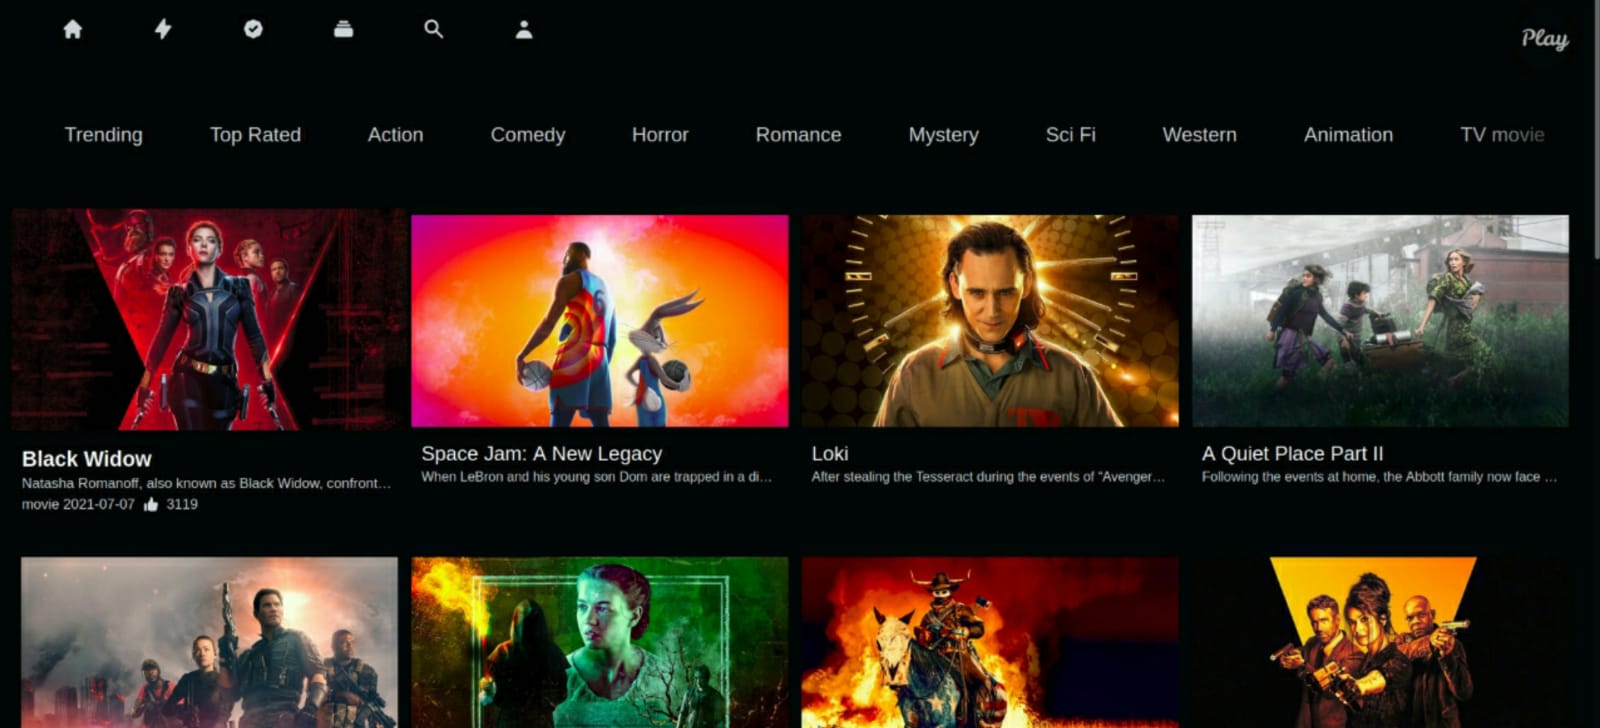 Play
Trending
Top Rated
Action
Comedy
Horror
Romance
Mystery
Sci Fi
Western
Animation
TV movie
Black Widow
Natasha Romanoff, also known as Black Widow, confront...
movie 2021-07-07 3119
Space Jam: A New Legacy
When LeBron and his young son Dom are trapped in a di...
Loki
After stealing the Tesseract during the events of “Avenger...
A Quiet Place Part II
Following the events at home, the Abbott family now face ...